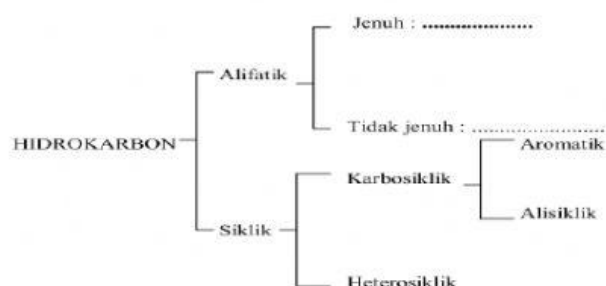 Jenuh : ....................
Alifatik
Tidak jenuh : ........................
HIDROKARBON
Aromatik
Karbosiklik
Alisiklik
Siklik
Heterosiklik